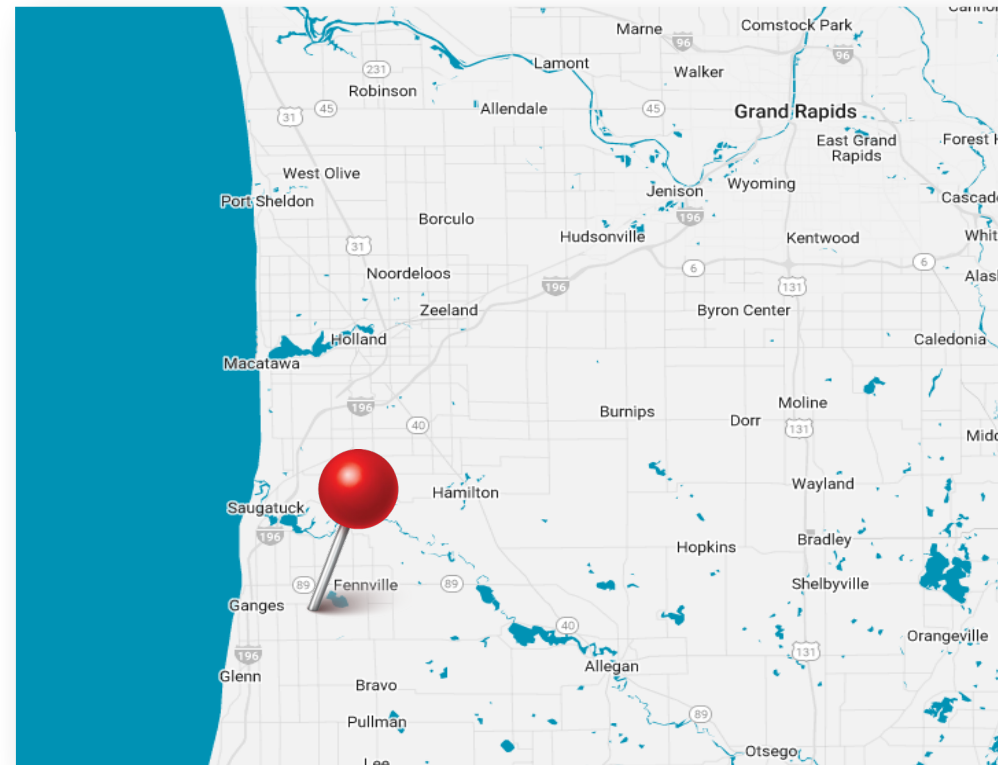 Comstock Park
Marne
96
96
Lamont
Walker
231
Robinson
45
Allendale
45
31
Grand Rapids
East Grand
Rapids
Forest
West Olive
Jenison
Wyoming
Port Sheldon
196
Borculo
Hudsonville
Kentwood
31
6
6
Noordeloos
196
131
Zeeland
Byron Center
Holland
Caledonia
Macatawa
196
Moline
Burnips
Dorr
40
131
Wayland
Hamilton
Saugatuck
196
Bradley
Hopkins
89
Fennville
89
Shelbyville
Ganges
40
Orangeville
196
131
Allegan
Glenn
Bravo
89
Pullman
Otsego
Lee